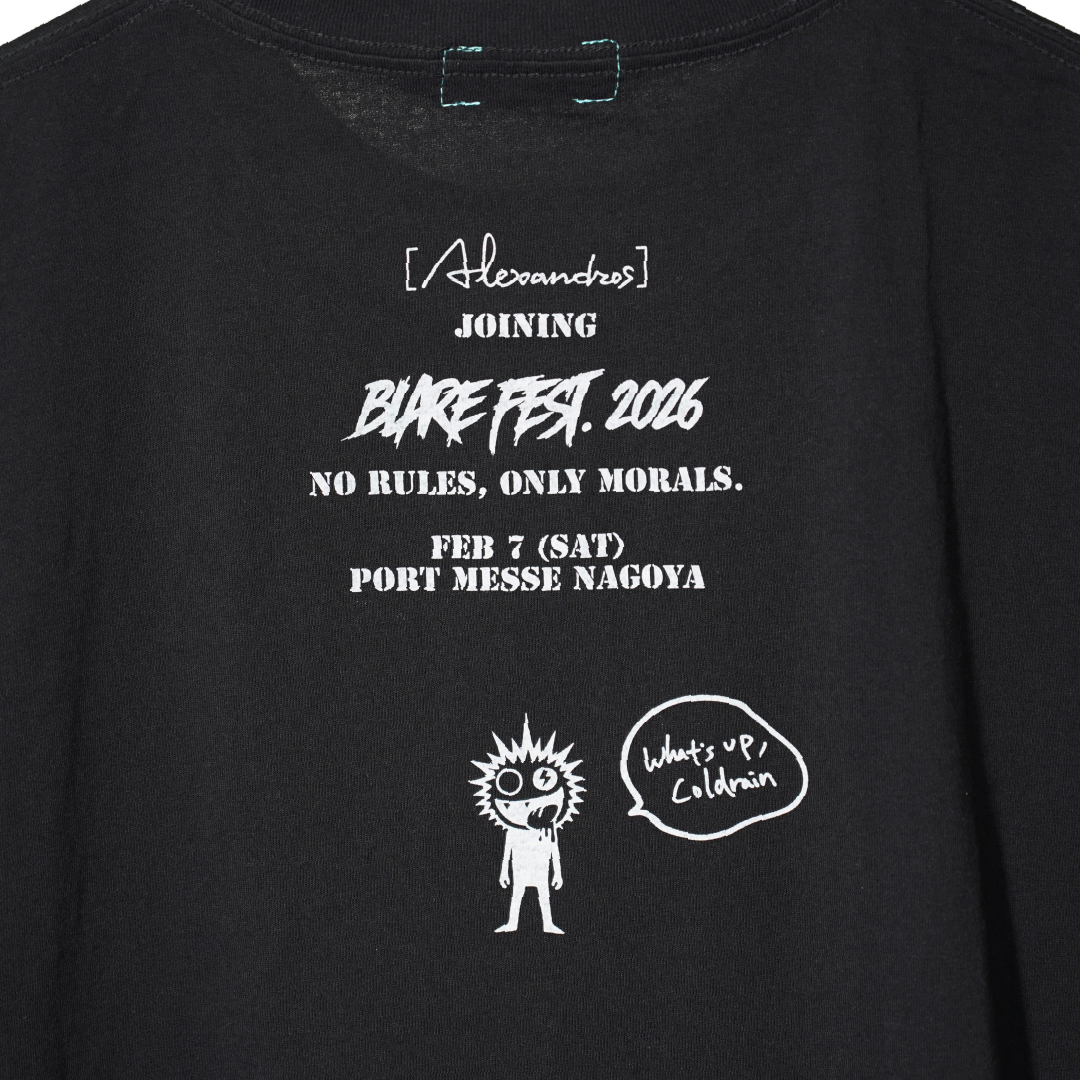 [Alexandros]
JOINING
BLARE FEST. 2026
NO RULES, ONLY MORALS.
FEB 7 (SAT)
PORT MESSE NAGOYA
What's up,
Coldrain